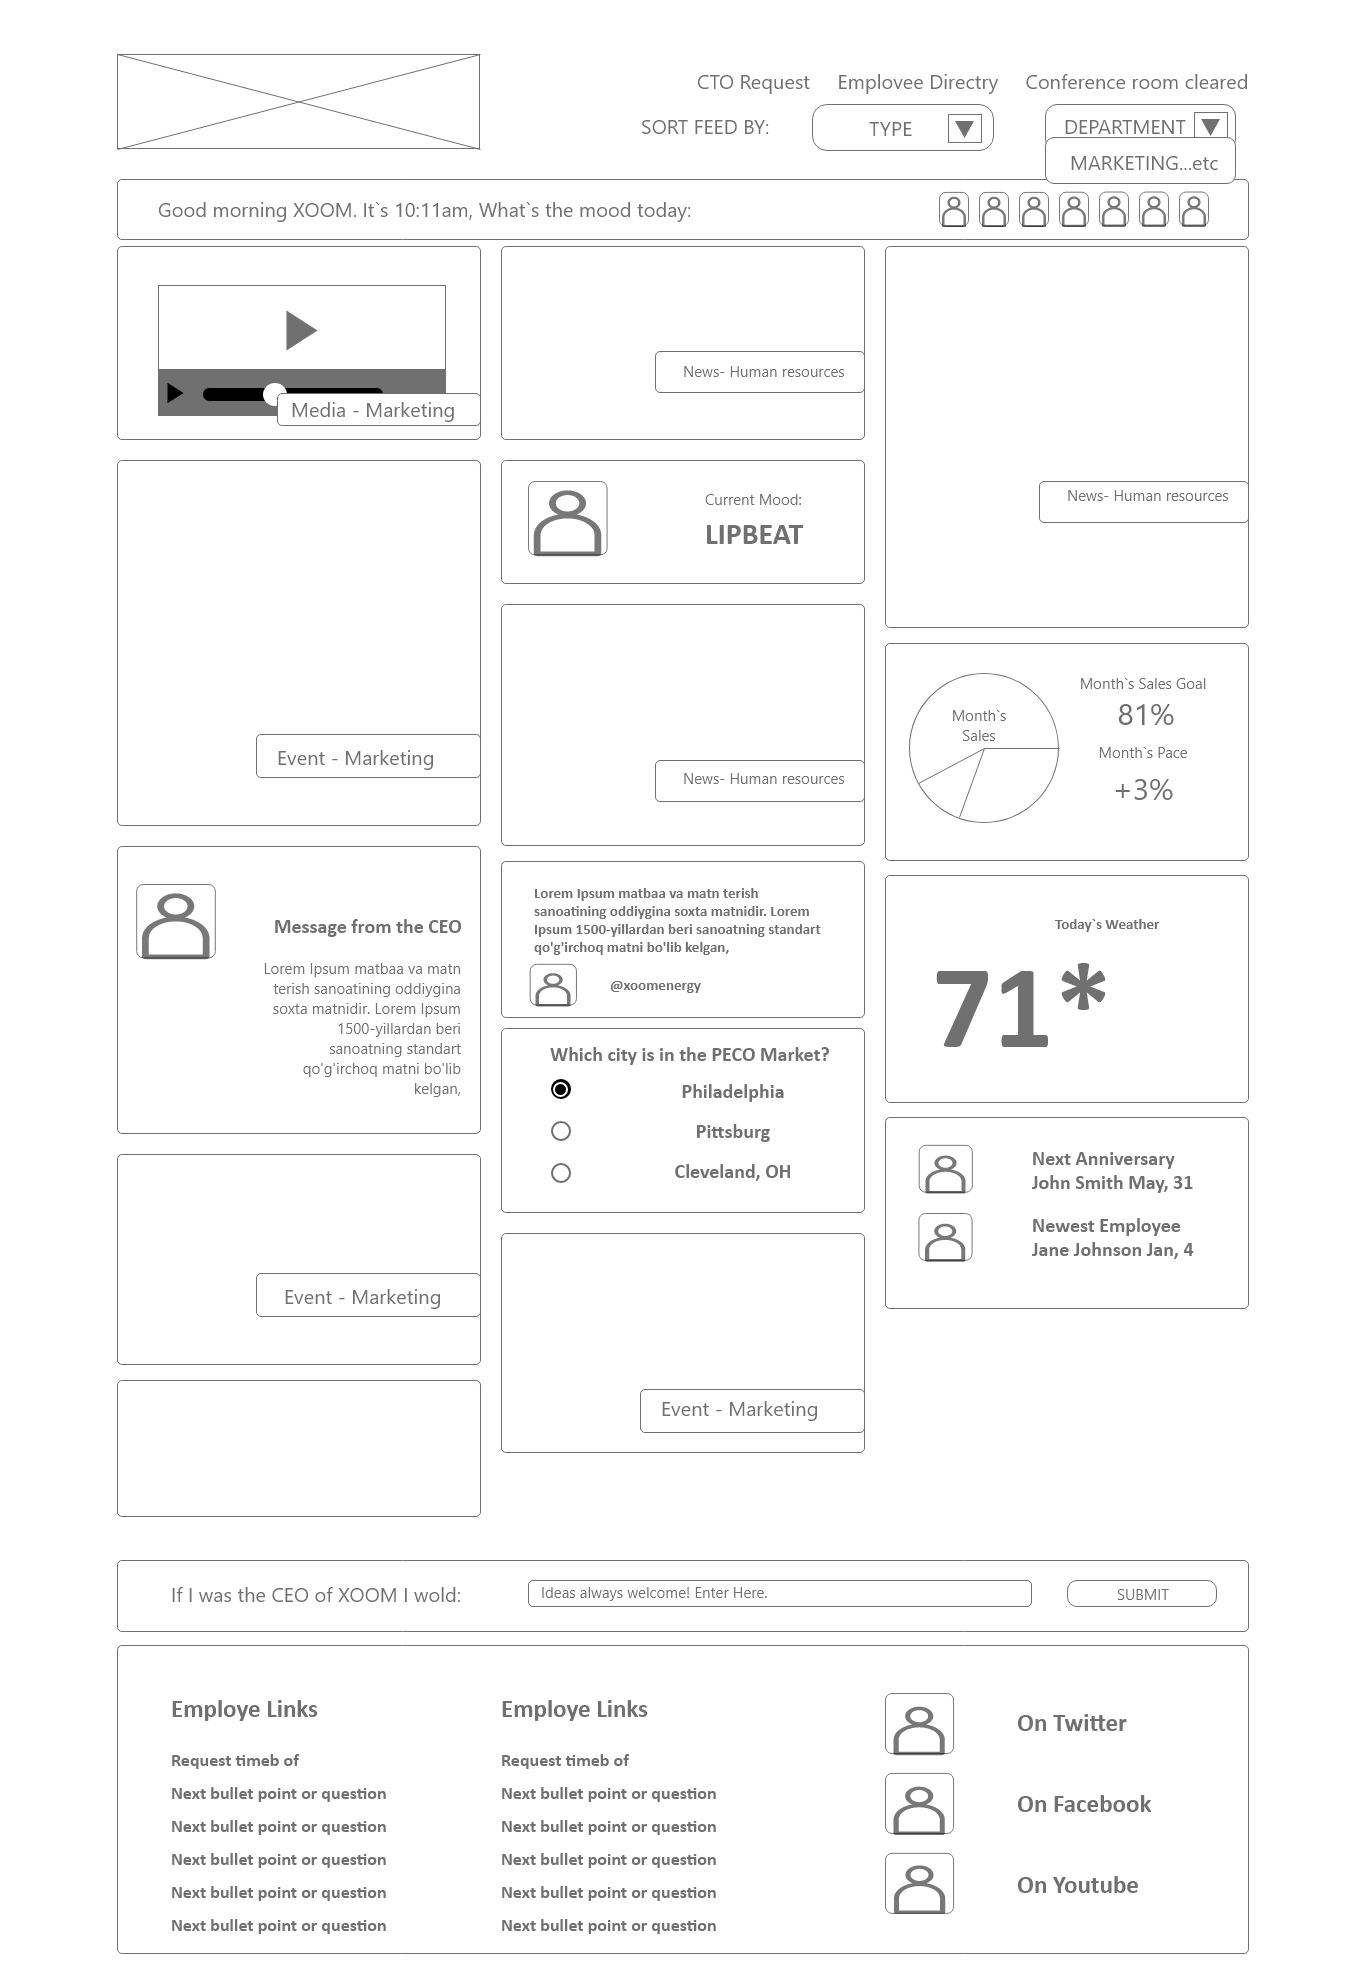 CTO Request
Employee Directry
Conference room cleared
SORT FEED BY:
TYPE
DEPARTMENT
MARKETING...etc
Good morning XOOM. It`s 10:11am, What`s the mood today:
Media - Marketing
News- Human resources
News- Human resources
Current Mood:
LIPBEAT
Event - Marketing
News- Human resources
Month`s
Sales
Month`s Sales Goal
81%
Month`s Pace
+3%
Message from the CEO
Lorem Ipsum matbaa va matn
terish sanoatining oddiygina
soxta matnidir. Lorem Ipsum
1500-yillardan beri
sanoatning standart
qo'g'irchoq matni bo'lib
kelgan,
Lorem Ipsum matbaa va matn terish
sanoatining oddiygina soxta matnidir. Lorem
Ipsum 1500-yillardan beri sanoatning standart
qo'g'irchoq matni bo'lib kelgan,
@xoomenergy
Today`s Weather
71*
Which city is in the PECO Market?
Philadelphia
Pittsburg
Cleveland, OH
Next Anniversary
John Smith May, 31
Newest Employee
Jane Johnson Jan, 4
Event - Marketing
Event - Marketing
If I was the CEO of XOOM I wold:
Ideas always welcome! Enter Here.
SUBMIT
Employe Links
Request timeb of
Next bullet point or question
Next bullet point or question
Next bullet point or question
Next bullet point or question
Next bullet point or question
Employe Links
Request timeb of
Next bullet point or question
Next bullet point or question
Next bullet point or question
Next bullet point or question
Next bullet point or question
On Twitter
On Facebook
On Youtube